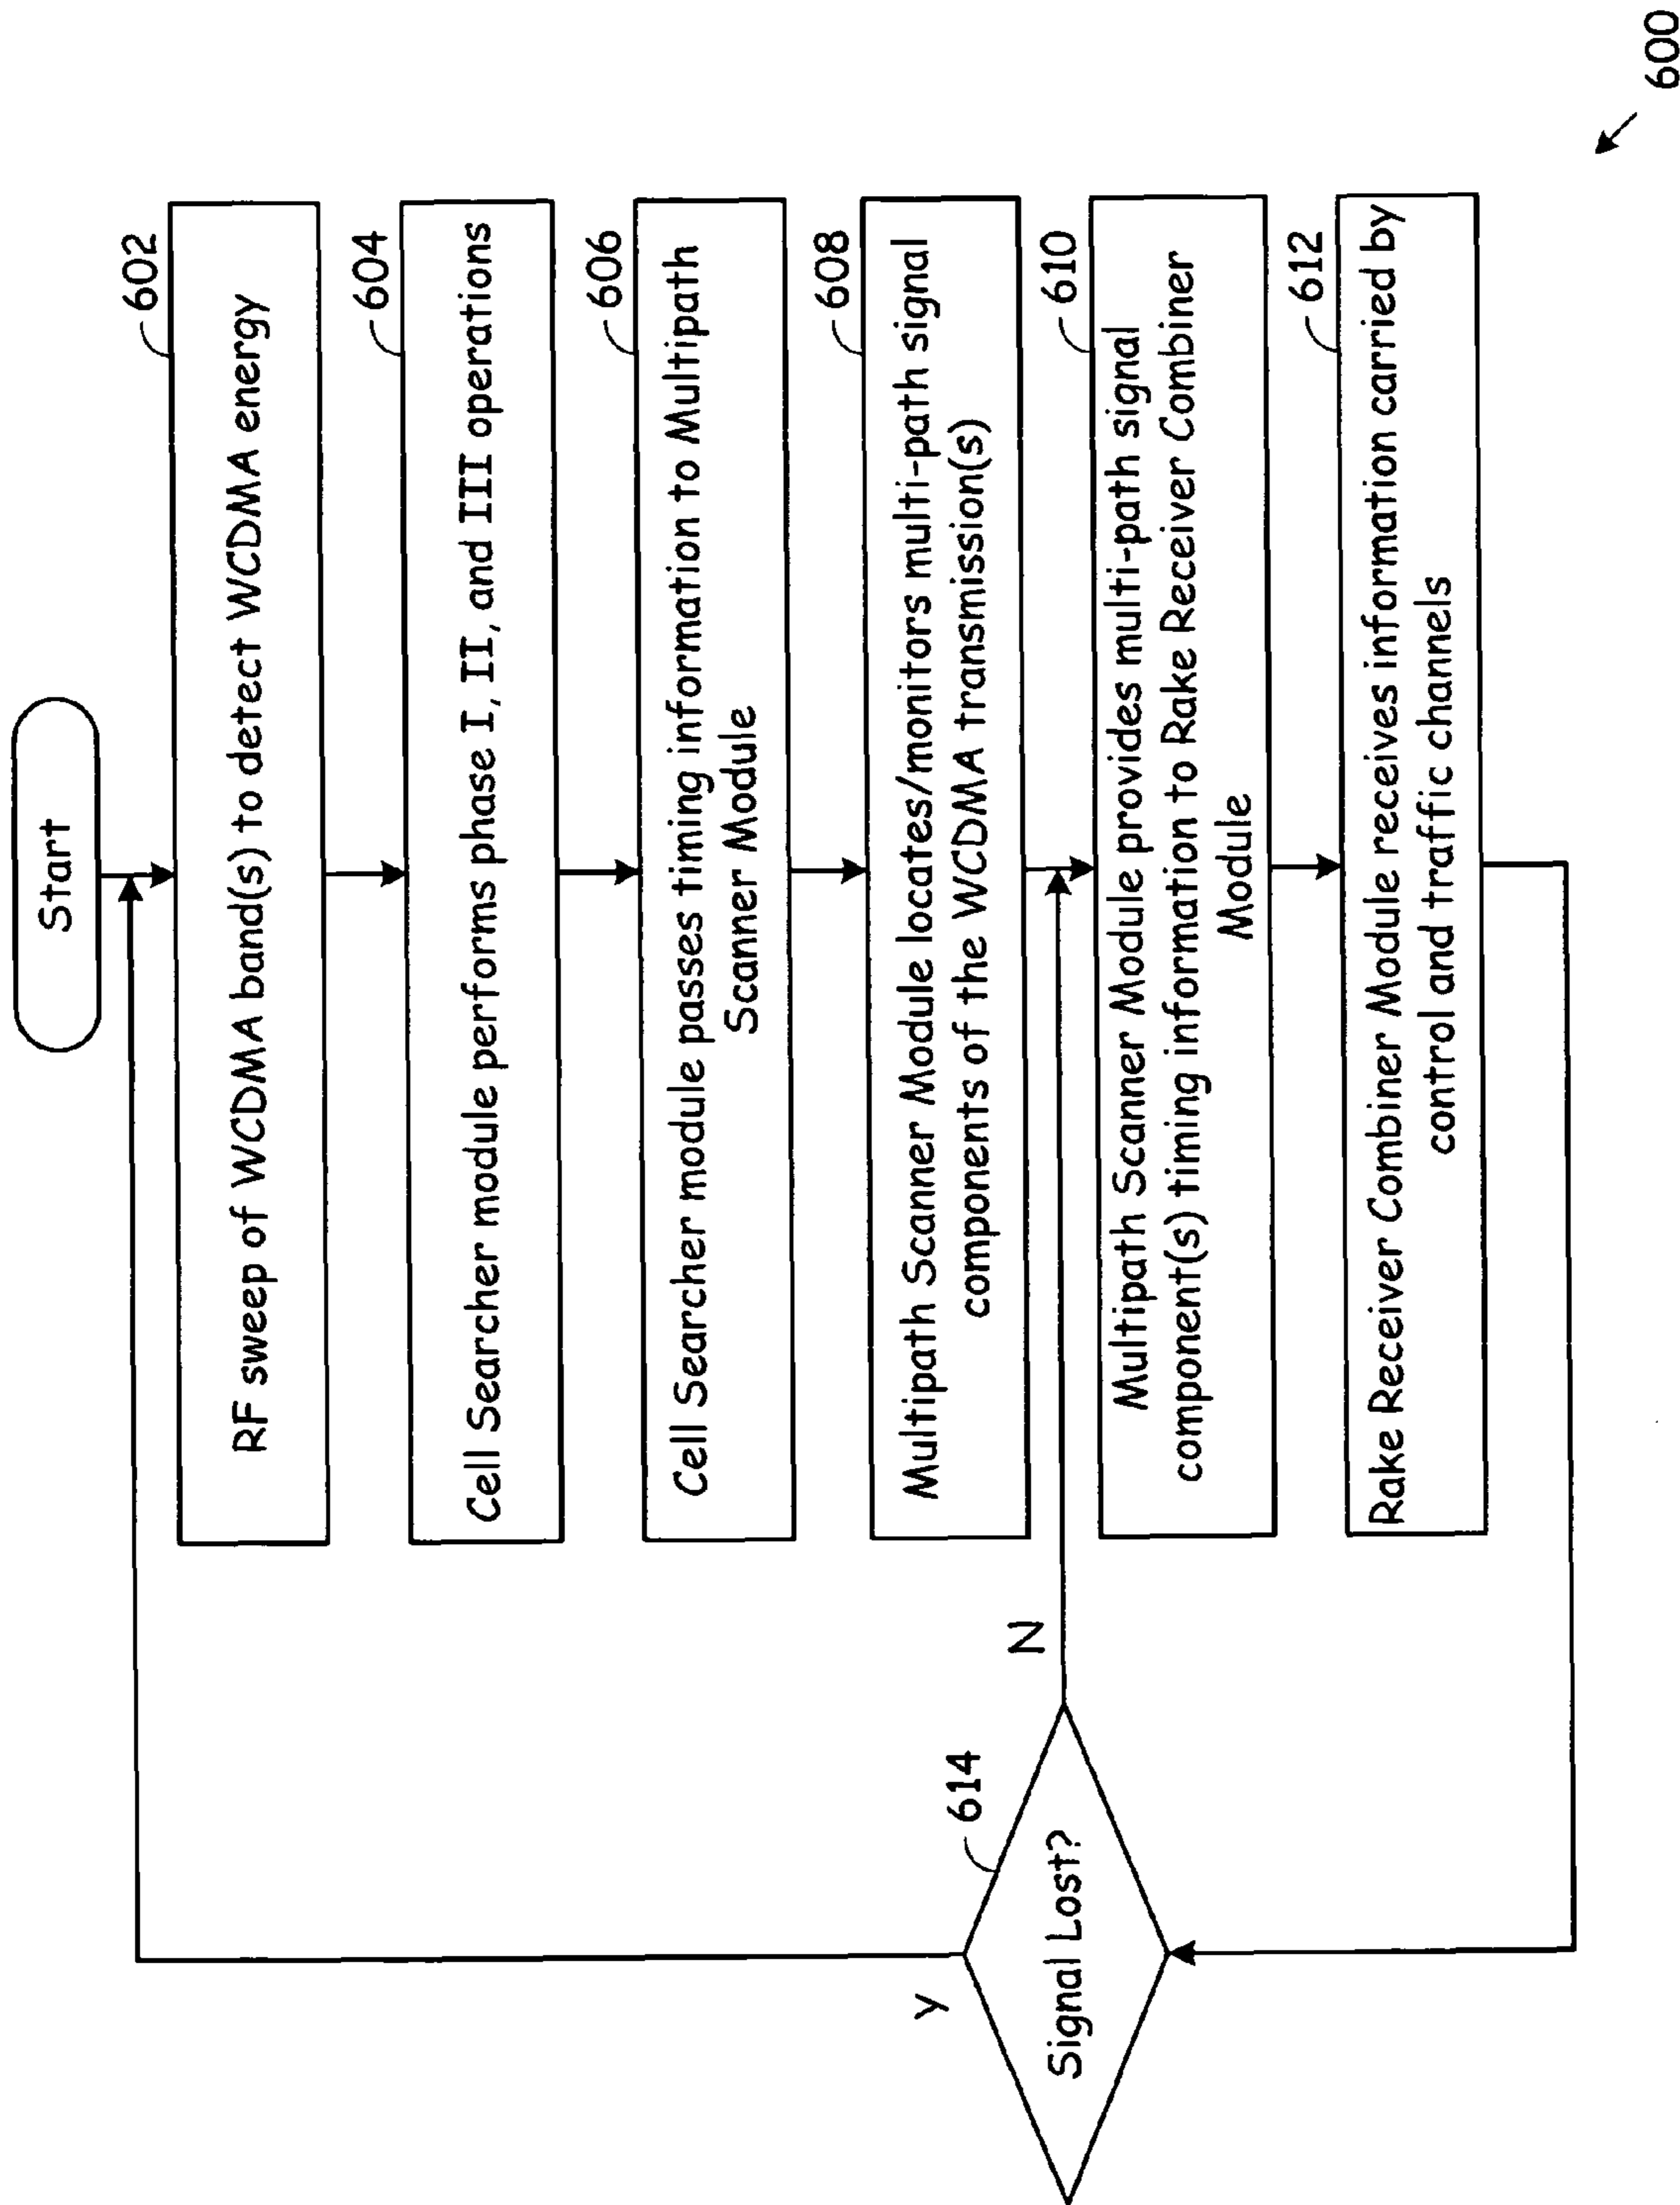 Start
602
RF sweep of WCDMA band(s) to detect WCDMA energy
604
Cell Searcher module performs phase I, II, and III operations
606
Cell Searcher module passes timing information to Multipath
Scanner Module
608
Multipath Scanner Module locates/monitors multi-path signal
components of the WCDMA transmission(s)
610
Multipath Scanner Module provides multi-path signal
component(s) timing information to Rake Receiver Combiner
Module
612
Rake Receiver Combiner Module receives information carried by
control and traffic channels
614
Signal Lost?
Y
N
600